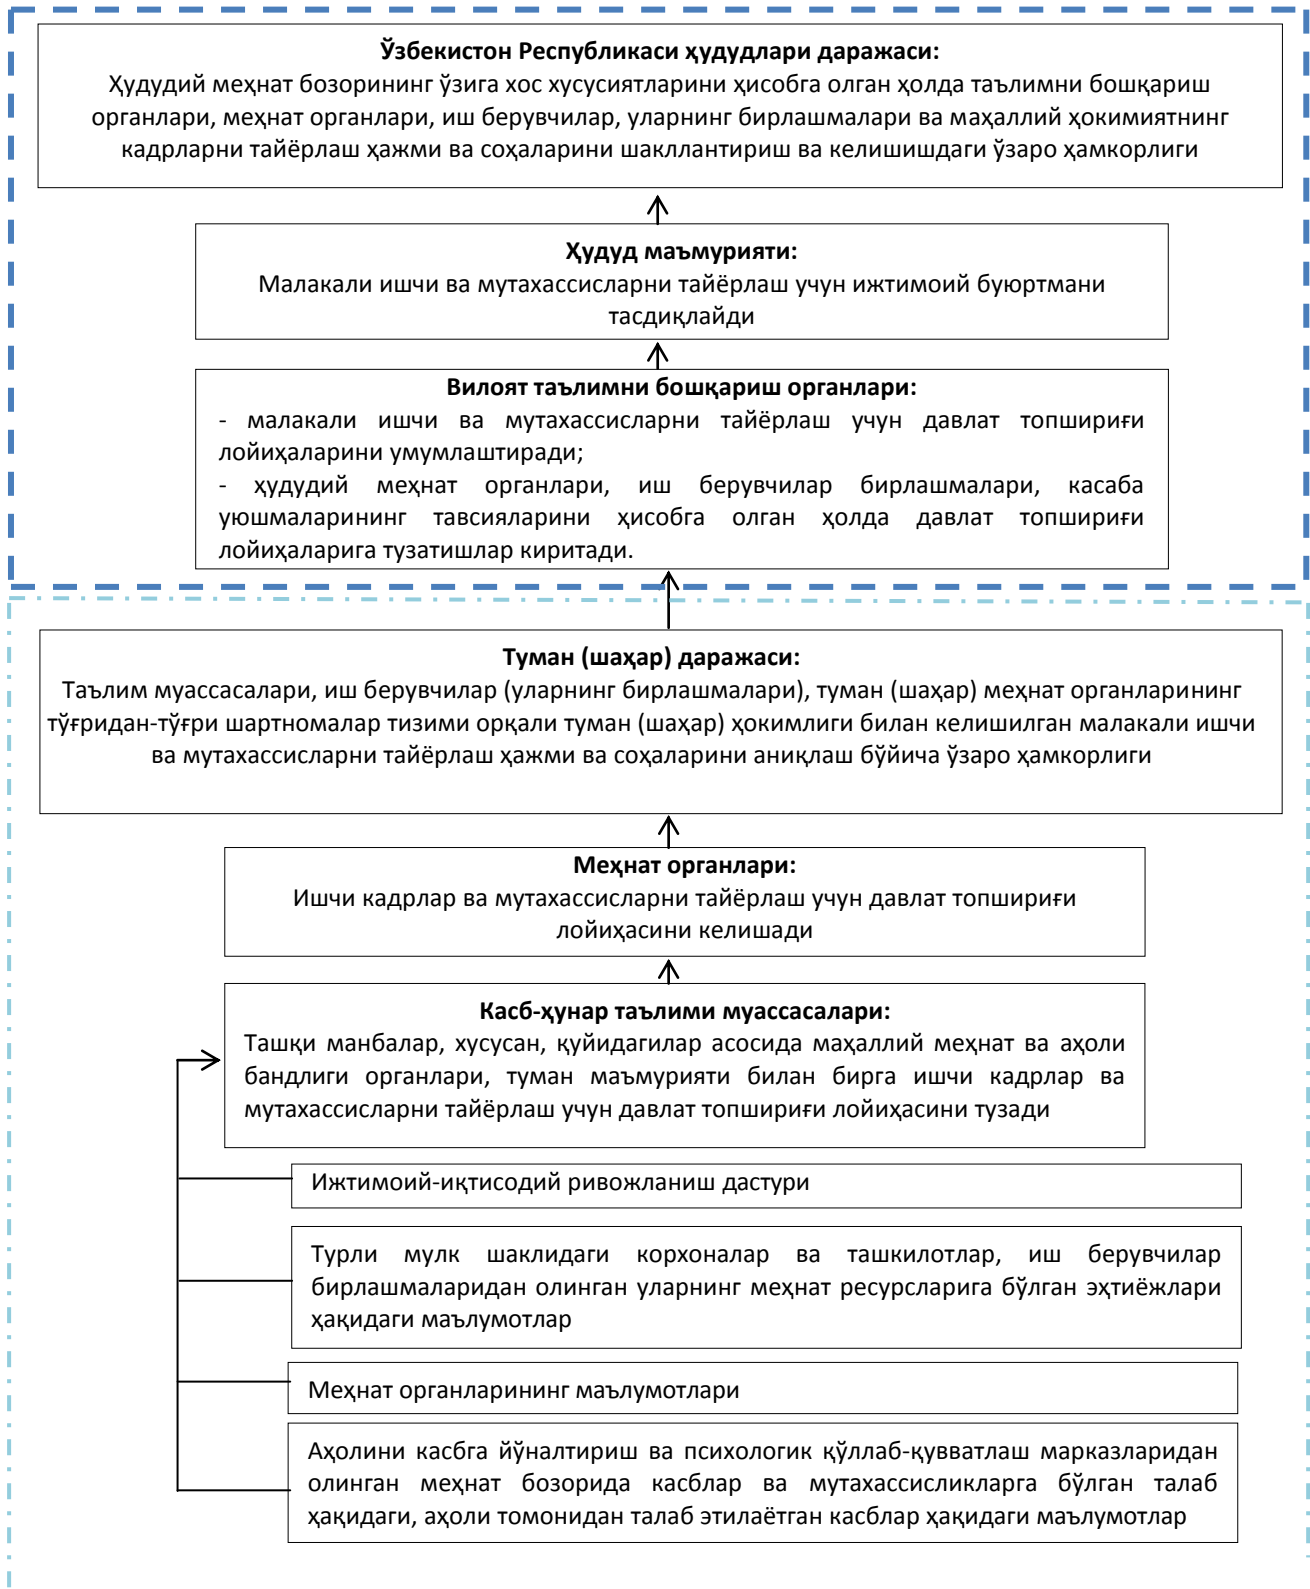 Ўзбекистон Республикаси ҳудудлари даражаси:
Ҳудудий меҳнат бозорининг ўзига хос хусусиятларини ҳисобга олган ҳолда таълимни бошқариш
органлари, меҳнат органлари, иш берувчилар, уларнинг бирлашмалари ва маҳаллий ҳокимиятнинг
кадрларни тайёрлаш ҳажми ва соҳаларини шакллантириш ва келишишдаги ўзаро ҳамкорлиги
Ҳудуд маъмурияти:
Малакали ишчи ва мутахассисларни тайёрлаш учун ижтимоий буюртмани
тасдиқлайди
Вилоят таълимни бошқариш органлари:
- малакали ишчи ва мутахассисларни тайёрлаш учун давлат топшириғи
лойиҳаларини умумлаштиради;
- ҳудудий меҳнат органлари, иш берувчилар бирлашмалари, касаба
уюшмаларининг тавсияларини ҳисобга олган ҳолда давлат топшириғи
лойиҳаларига тузатишлар киритади.
Туман (шаҳар) даражаси:
Таълим муассасалари, иш берувчилар (уларнинг бирлашмалари), туман (шаҳар) меҳнат органларининг
тўғридан-тўғри шартномалар тизими орқали туман (шаҳар) ҳокимлиги билан келишилган малакали ишчи
ва мутахассисларни тайёрлаш ҳажми ва соҳаларини аниқлаш бўйича ўзаро ҳамкорлиги
Меҳнат органлари:
Ишчи кадрлар ва мутахассисларни тайёрлаш учун давлат топшириғи
лойиҳасини келишади
Касб-ҳунар таълими муассасалари:
Ташқи манбалар, хусусан, қуйидагилар асосида маҳаллий меҳнат ва аҳоли
бандлиги органлари, туман маъмурияти билан бирга ишчи кадрлар ва
мутахассисларни тайёрлаш учун давлат топшириғи лойиҳасини тузади
Ижтимоий-иқтисодий ривожланиш дастури
Турли мулк шаклидаги корхоналар ва ташкилотлар, иш берувчилар
бирлашмаларидан олинган уларнинг меҳнат ресурсларига бўлган эҳтиёжлари
ҳақидаги маълумотлар
Меҳнат органларининг маълумотлари
Аҳолини касбга йўналтириш ва психологик қўллаб-қувватлаш марказларидан
олинган меҳнат бозорида касблар ва мутахассисликларга бўлган талаб
ҳақидаги, аҳоли томонидан талаб этилаётган касблар ҳақидаги маълумотлар